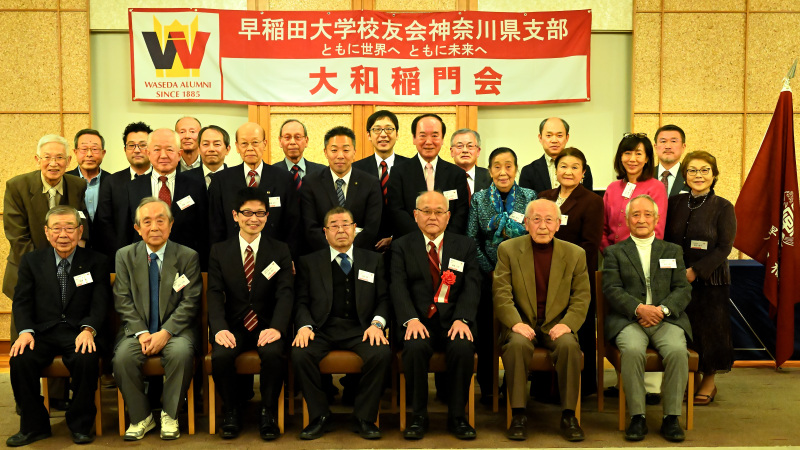 W
WASEDA ALUMNI
SINCE 1885
早稲田大学校友会神奈川県支部
ともに世界へ ともに未来へ
大和稲門会